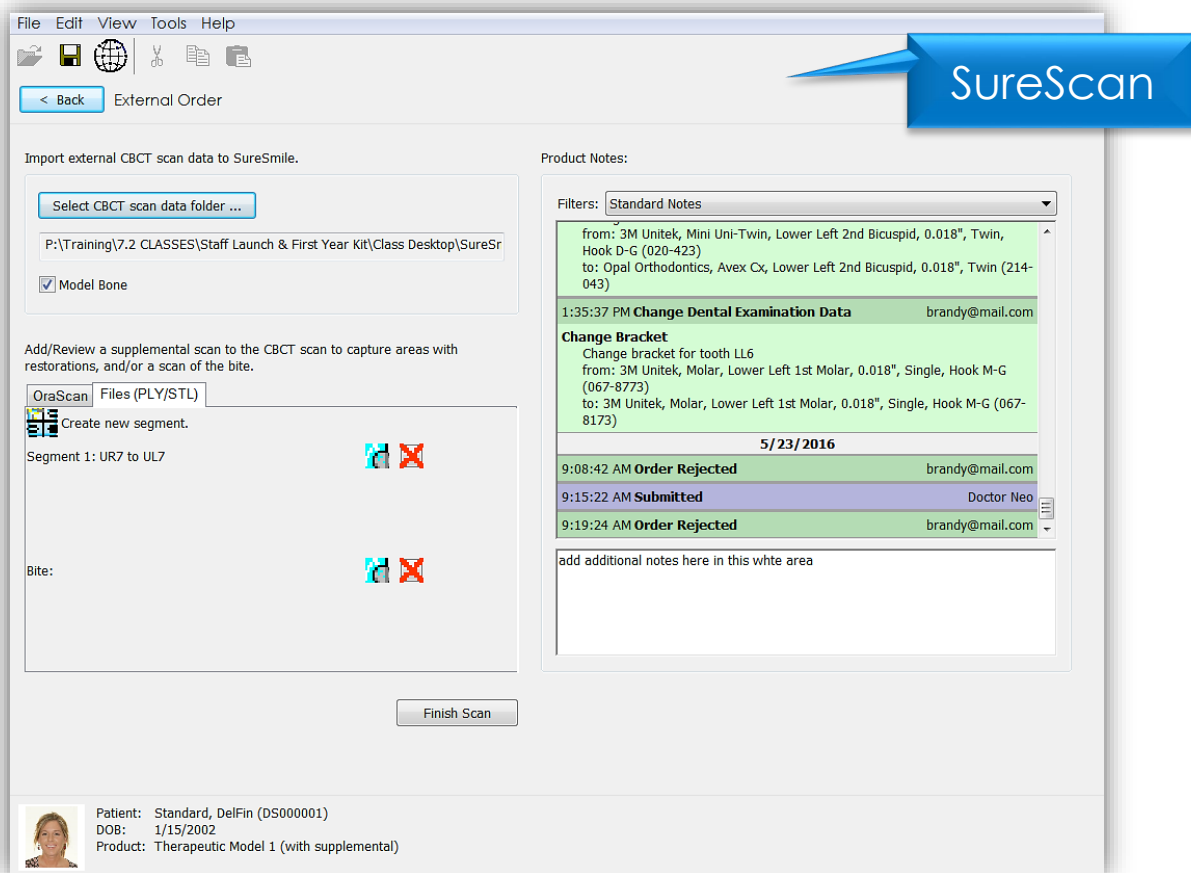 File Edit View Tools Help
SureScan
< Back External Order
Import external CBCT scan data to SureSmile.
Select CBCT scan data folder ...
P:\Training\7.2 CLASSES\Staff Launch & First Year Kit\Class Desktop\SureSr
Model Bone
Add/Review a supplemental scan to the CBCT scan to capture areas with
restorations, and/or a scan of the bite.
OraScan Files (PLY/STL)
Create new segment.
Segment 1: UR7 to UL7
Bite:
Finish Scan
Product Notes:
Filters: Standard Notes
from: 3M Unitek, Mini Uni-Twin, Lower Left 2nd Bicuspid, 0.018", Twin,
Hook D-G (020-423)
to: Opal Orthodontics, Avex Cx, Lower Left 2nd Bicuspid, 0.018", Twin (214-
043)
1:35:37 PM Change Dental Examination Data brandy@mail.com
Change Bracket
Change bracket for tooth LL6
from: 3M Unitek, Molar, Lower Left 1st Molar, 0.018", Single, Hook M-G
(067-8773)
to: 3M Unitek, Molar, Lower Left 1st Molar, 0.018", Single, Hook M-G (067-
8173)
5/23/2016
9:08:42 AM Order Rejected brandy@mail.com
9:15:22 AM Submitted Doctor Neo
9:19:24 AM Order Rejected brandy@mail.com
add additional notes here in this whte area
Patient: Standard, DelFin (DS000001)
DOB: 1/15/2002
Product: Therapeutic Model 1 (with supplemental)